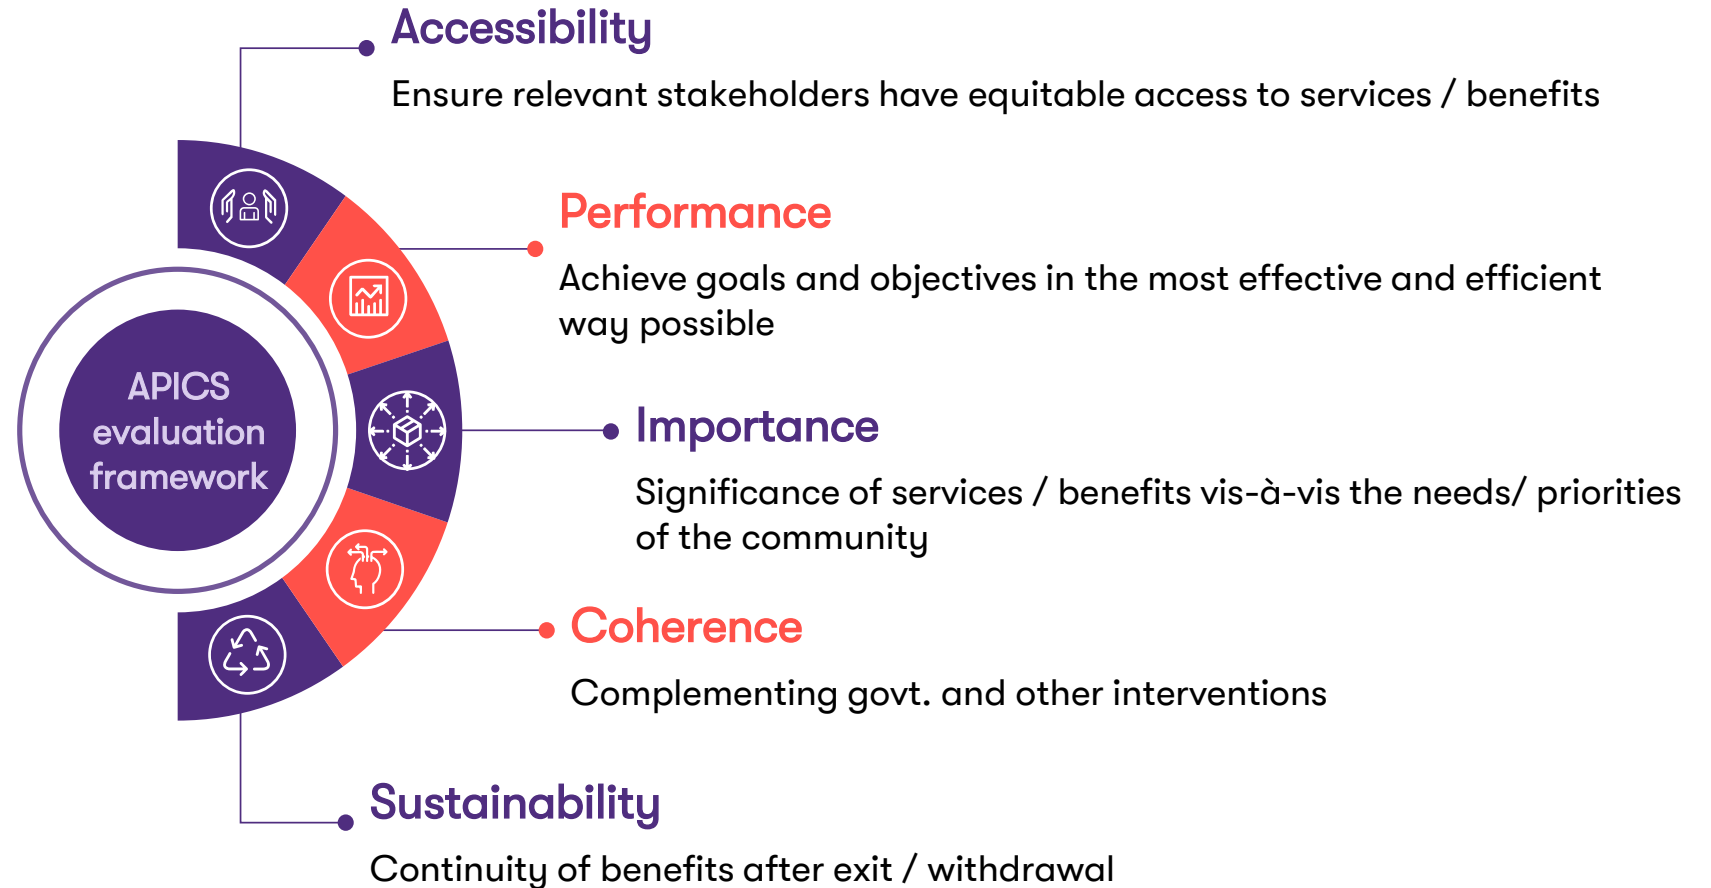 Accessibility
Ensure relevant stakeholders have equitable access to services / benefits
Performance
Achieve goals and objectives in the most effective and efficient
way possible
APICS
evaluation
framework
Importance
Significance of services / benefits vis-à-vis the needs/ priorities
of the community
Coherence
Complementing govt. and other interventions
Sustainability
Continuity of benefits after exit / withdrawal